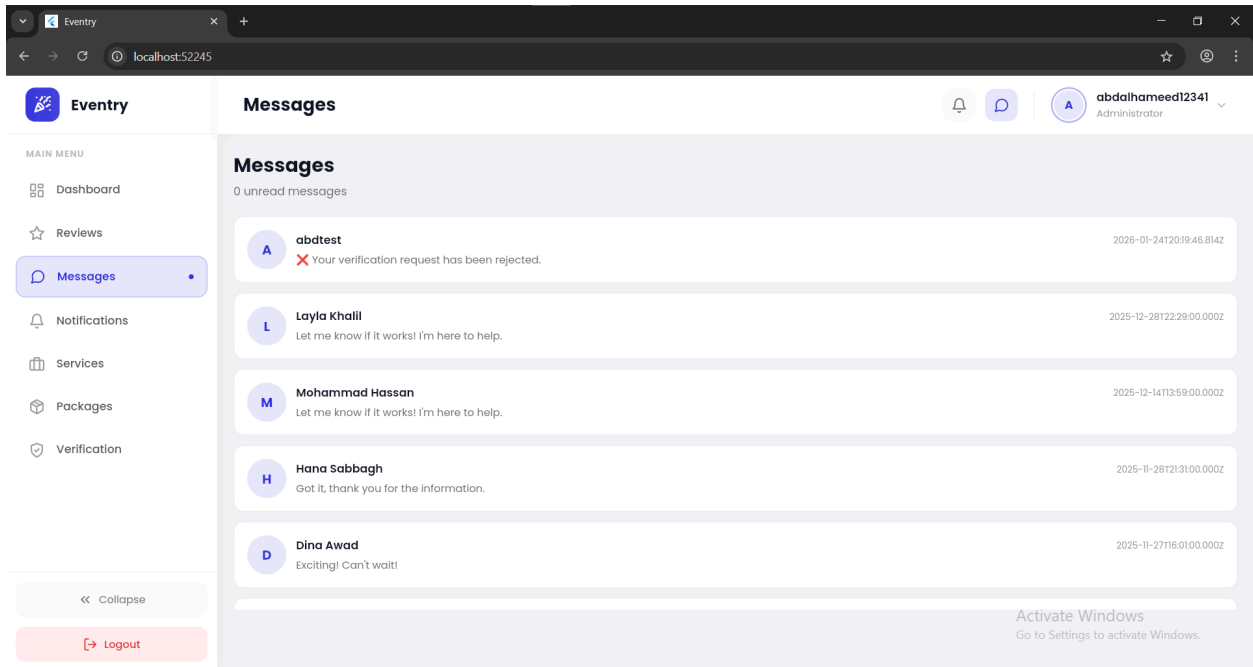 Eventry
localhost:52245
Eventry
Messages
A
abdalhameed12341
Administrator
MAIN MENU
Dashboard
Reviews
Messages
Notifications
Services
Packages
Verification
Collapse
Logout
Messages
0 unread messages
A
abdtest
2026-01-24T20:19:46.814Z
❌ Your verification request has been rejected.
L
Layla Khalil
2025-12-28T22:29:00.000Z
Let me know if it works! I'm here to help.
M
Mohammad Hassan
2025-12-14T13:59:00.000Z
Let me know if it works! I'm here to help.
H
Hana Sabbagh
2025-11-28T21:31:00.000Z
Got it, thank you for the information.
D
Dina Awad
2025-11-27T16:01:00.000Z
Exciting! Can't wait!
Activate Windows
Go to Settings to activate Windows.